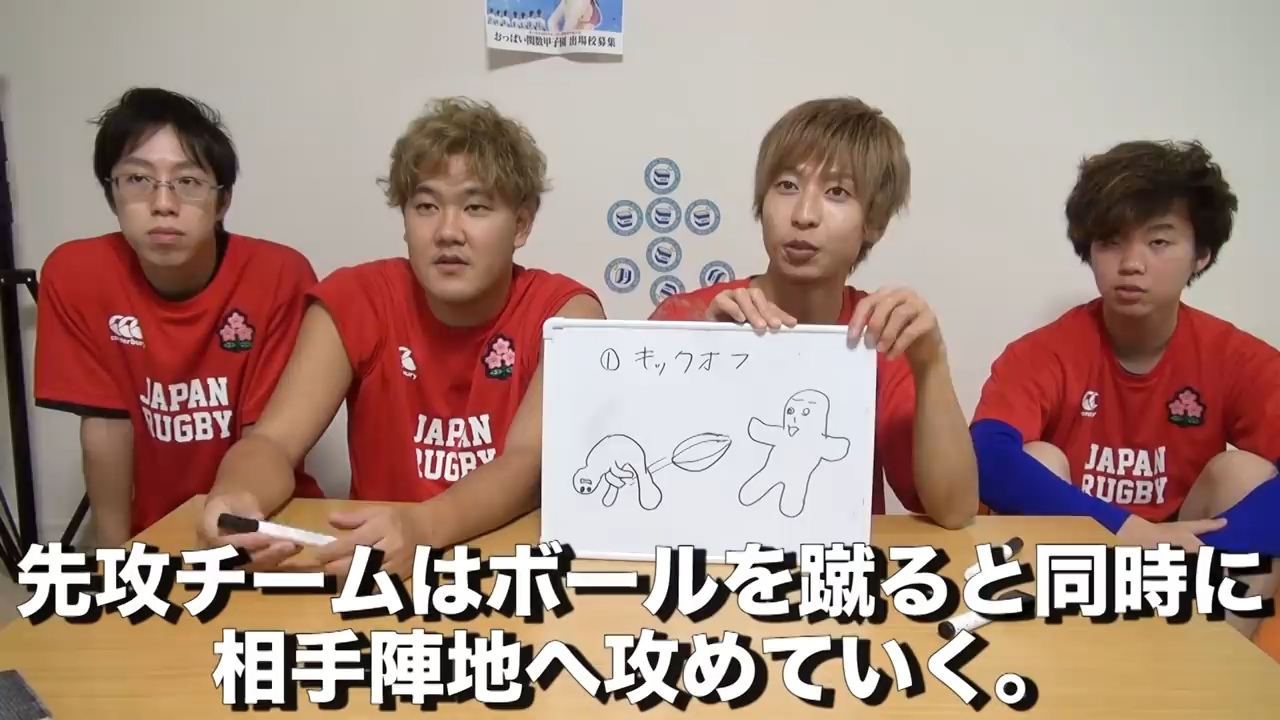 おっぱい関数甲子園 出場校募集
canterbury
JAPAN
RUGBY
JAPAN
RUGBY
① キックオフ
JAPAN
RUGBY
先攻チームはボールを蹴ると同時に
相手陣地へ攻めていく。